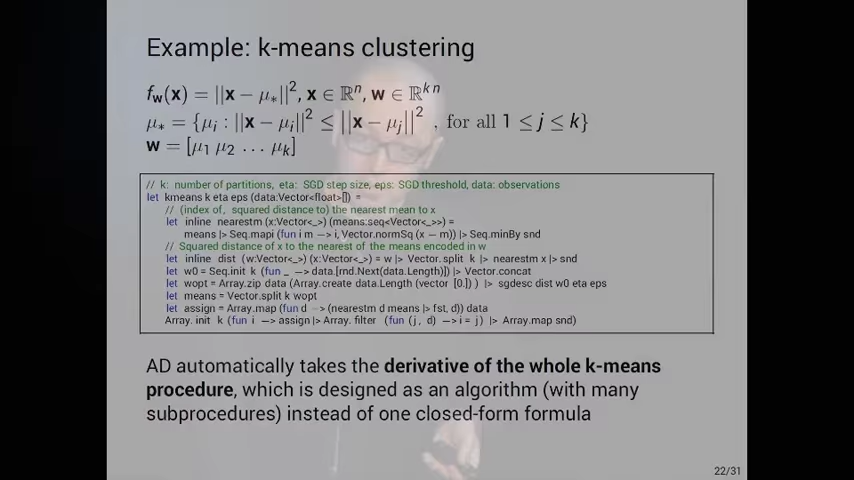 Example: k-means clustering
f_w(x) = ||x − μ_*||², x ∈ ℝⁿ, w ∈ ℝᵏⁿ
μ_* = {μ_i : ||x − μ_i||² ≤ ||x − μ_j||² , for all 1 ≤ j ≤ k}
w = [μ_1 μ_2 … μ_k]
// k: number of partitions, eta: SGD step size, eps: SGD threshold, data: observations
let kmeans k eta eps (data:Vector<float>[]) =
// (index of, squared distance to) the nearest mean to x
let inline nearestm (x:Vector<_>) (means:seq<Vector<_>>) =
means |> Seq.mapi (fun i m −> i, Vector.normSq (x − m)) |> Seq.minBy snd
// Squared distance of x to the nearest of the means encoded in w
let inline dist (w:Vector<_>) (x:Vector<_>) = w |> Vector.split k |> nearestm x |> snd
let w0 = Seq.init k (fun _ −> data.[rnd.Next(data.Length)]) |> Vector.concat
let wopt = Array.zip data (Array.create data.Length (vector [0.])) |> sgdesc dist w0 eta eps
let means = Vector.split k wopt
let assign = Array.map (fun d −> (nearestm d means |> fst, d)) data
Array.init k (fun i −> assign |> Array.filter (fun (j, d) −> i = j) |> Array.map snd)
AD automatically takes the derivative of the whole k-means
procedure, which is designed as an algorithm (with many
subprocedures) instead of one closed-form formula
22/31